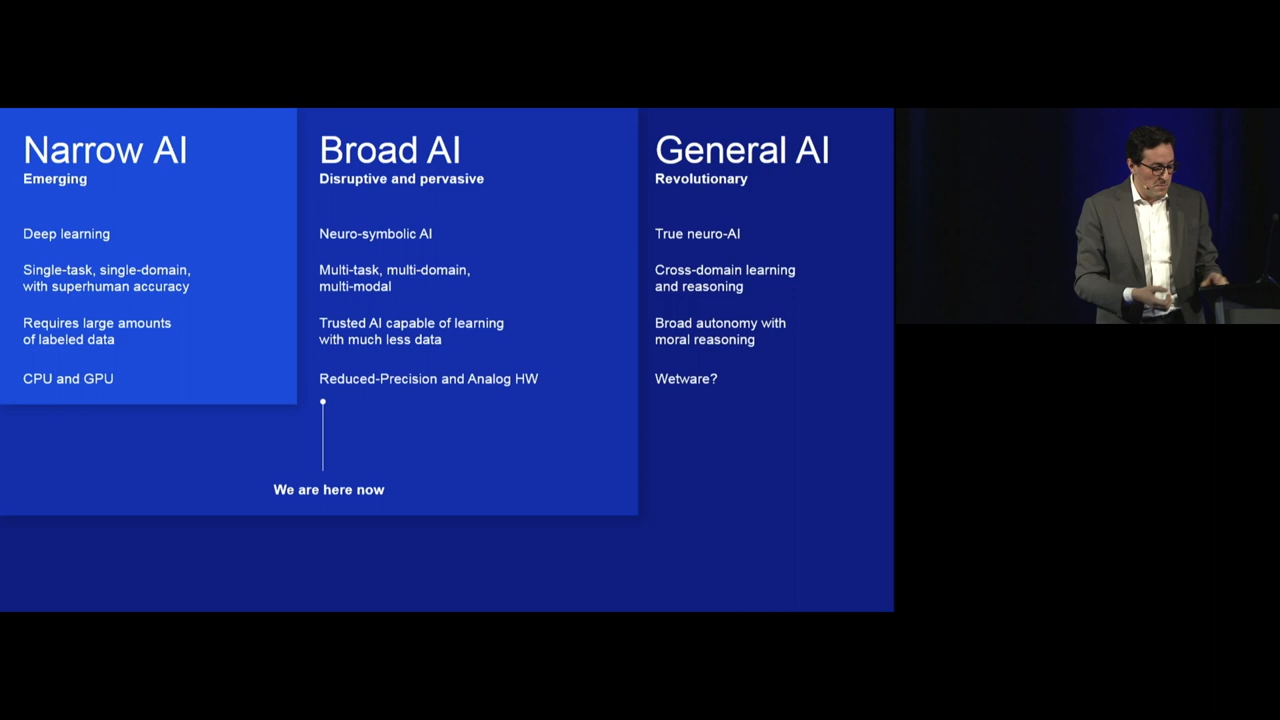 Narrow AI
Emerging
Deep learning
Single-task, single-domain,
with superhuman accuracy
Requires large amounts
of labeled data
CPU and GPU
Broad AI
Disruptive and pervasive
Neuro-symbolic AI
Multi-task, multi-domain,
multi-modal
Trusted AI capable of learning
with much less data
Reduced-Precision and Analog HW
We are here now
General AI
Revolutionary
True neuro-AI
Cross-domain learning
and reasoning
Broad autonomy with
moral reasoning
Wetware?